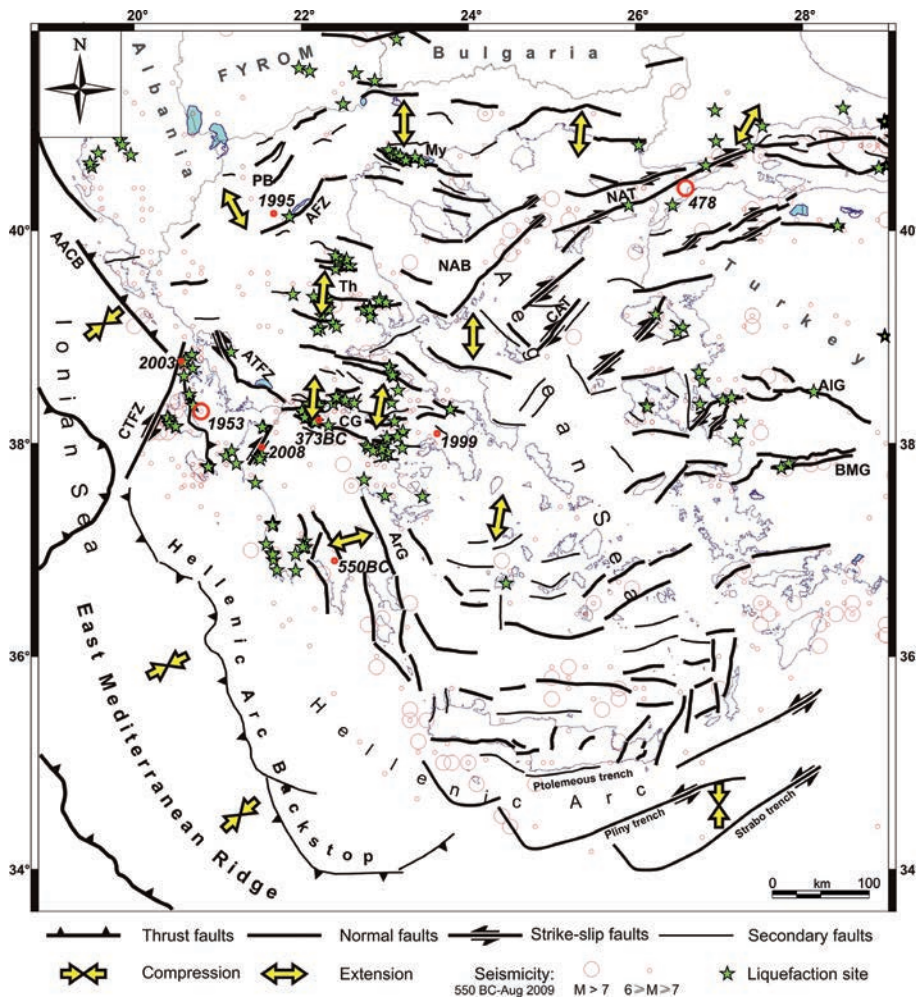 20° 22° 24° 26° 28°
N
Albania
FYROM
Bulgaria
My
PB
1995
AFZ
NAT
478
40° 40°
AACB
NAB
Th
Aegean Sea
CAT
Turkey
Ionian Sea
2003
ATFZ
AlG
CTFZ
1953
CG
373BC
1999
38° 38°
2008
BMG
ArG
550BC
Hellenic Arc Backstop
36° 36°
East Mediterranean Ridge
Hellenic Arc
Ptolemeous trench
Pliny trench
Strabo trench
34° 34°
0 km 100
Thrust faults Normal faults Strike-slip faults Secondary faults
Compression Extension Seismicity: Liquefaction site
550 BC-Aug 2009 M > 7 6⩾M⩾7